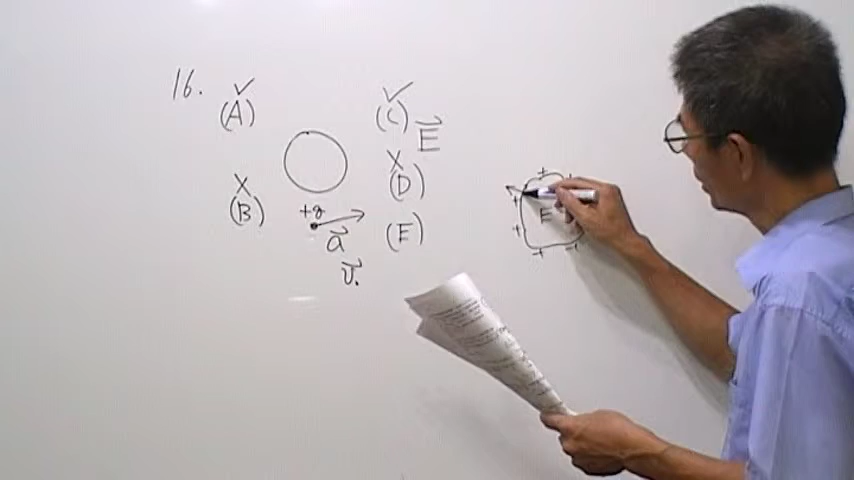 16.
✓
(A)
✓
(C) E⃗
X
(B)
X
(D)
+q
a⃗
(E)
v⃗.
+
+
+
+
+
+
E